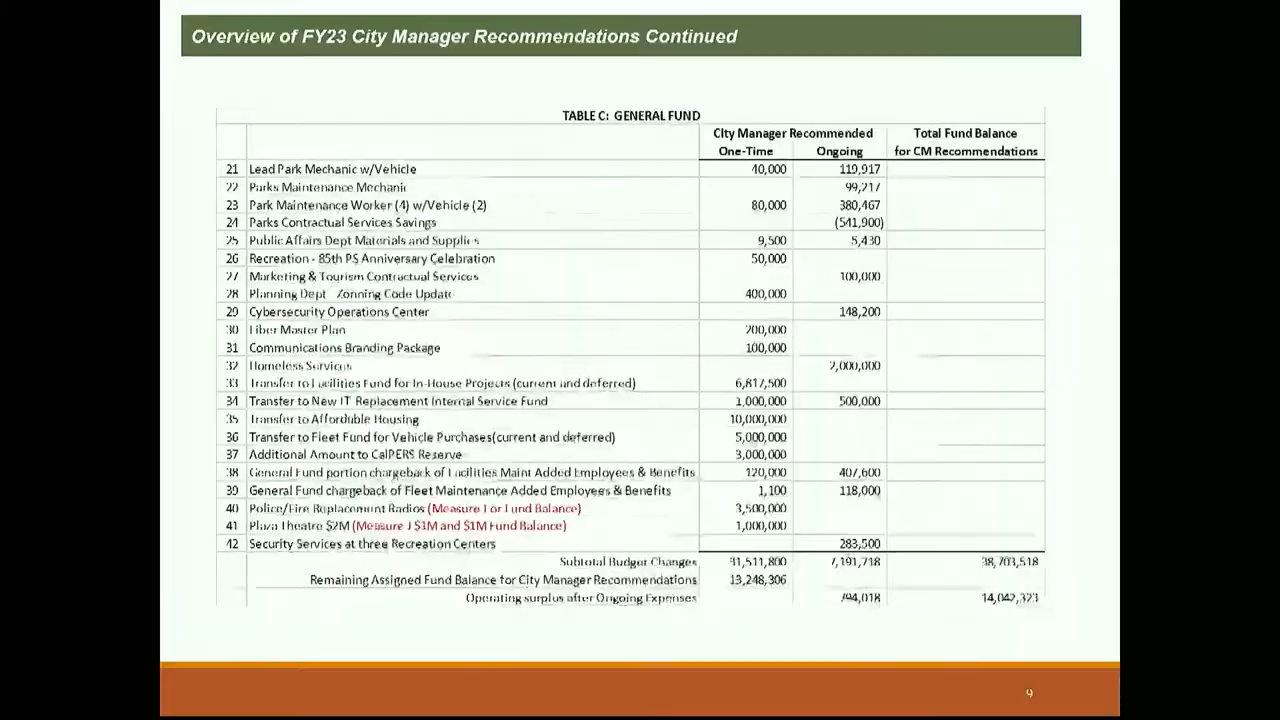 Overview of FY23 City Manager Recommendations Continued
TABLE C: GENERAL FUND
City Manager Recommended Total Fund Balance
One-Time Ongoing for CM Recommendations
21 Lead Park Mechanic w/Vehicle 40,000 119,917
22 Parks Maintenance Mechanic 99,217
23 Park Maintenance Worker (4) w/Vehicle (2) 80,000 380,467
24 Parks Contractual Services Savings (541,900)
25 Public Affairs Dept Materials and Supplies 9,500 5,430
26 Recreation - 85th PS Anniversary Celebration 50,000
27 Marketing & Tourism Contractual Services 100,000
28 Planning Dept Zonning Code Update 400,000
29 Cybersecurity Operations Center 148,200
30 Fiber Master Plan 200,000
31 Communications Branding Package 100,000
32 Homeless Services 2,000,000
33 Transfer to Facilities Fund for In-House Projects (current and deferred) 6,817,500
34 Transfer to New IT Replacement Internal Service Fund 1,000,000 500,000
35 Transfer to Affordable Housing 10,000,000
36 Transfer to Fleet Fund for Vehicle Purchases(current and deferred) 5,000,000
37 Additional Amount to CalPERS Reserve 3,000,000
38 General Fund portion chargeback of Facilities Maint Added Employees & Benefits 120,000 407,600
39 General Fund chargeback of Fleet Maintenance Added Employees & Benefits 1,100 118,000
40 Police/Fire Replacement Radios (Measure J or Fund Balance) 3,500,000
41 Plaza Theatre $2M (Measure J $1M and $1M Fund Balance) 1,000,000
42 Security Services at three Recreation Centers 283,500
Subtotal Budget Changes 31,511,800 7,191,718 38,703,518
Remaining Assigned Fund Balance for City Manager Recommendations 13,248,306
Operating surplus after Ongoing Expenses 794,018 14,042,323
9